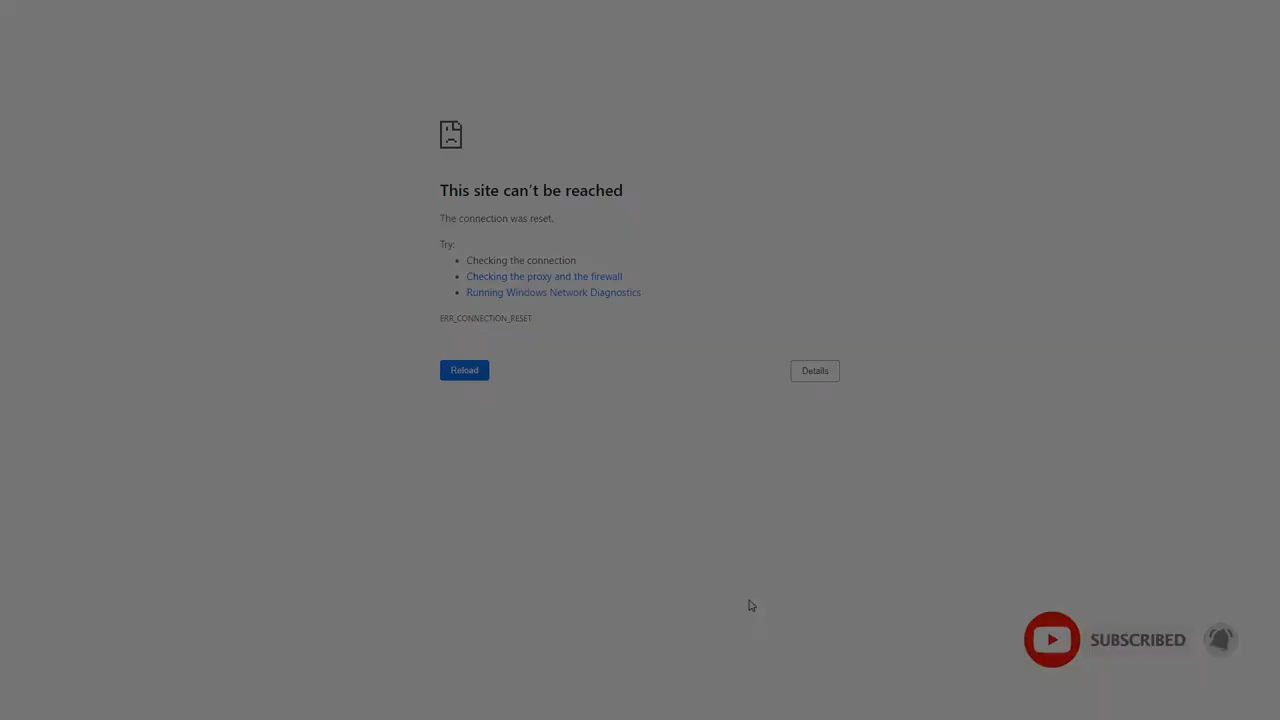 This site can't be reached
The connection was reset.
Try:
Checking the connection
Checking the proxy and the firewall
Running Windows Network Diagnostics
ERR_CONNECTION_RESET
Reload
Details
SUBSCRIBED